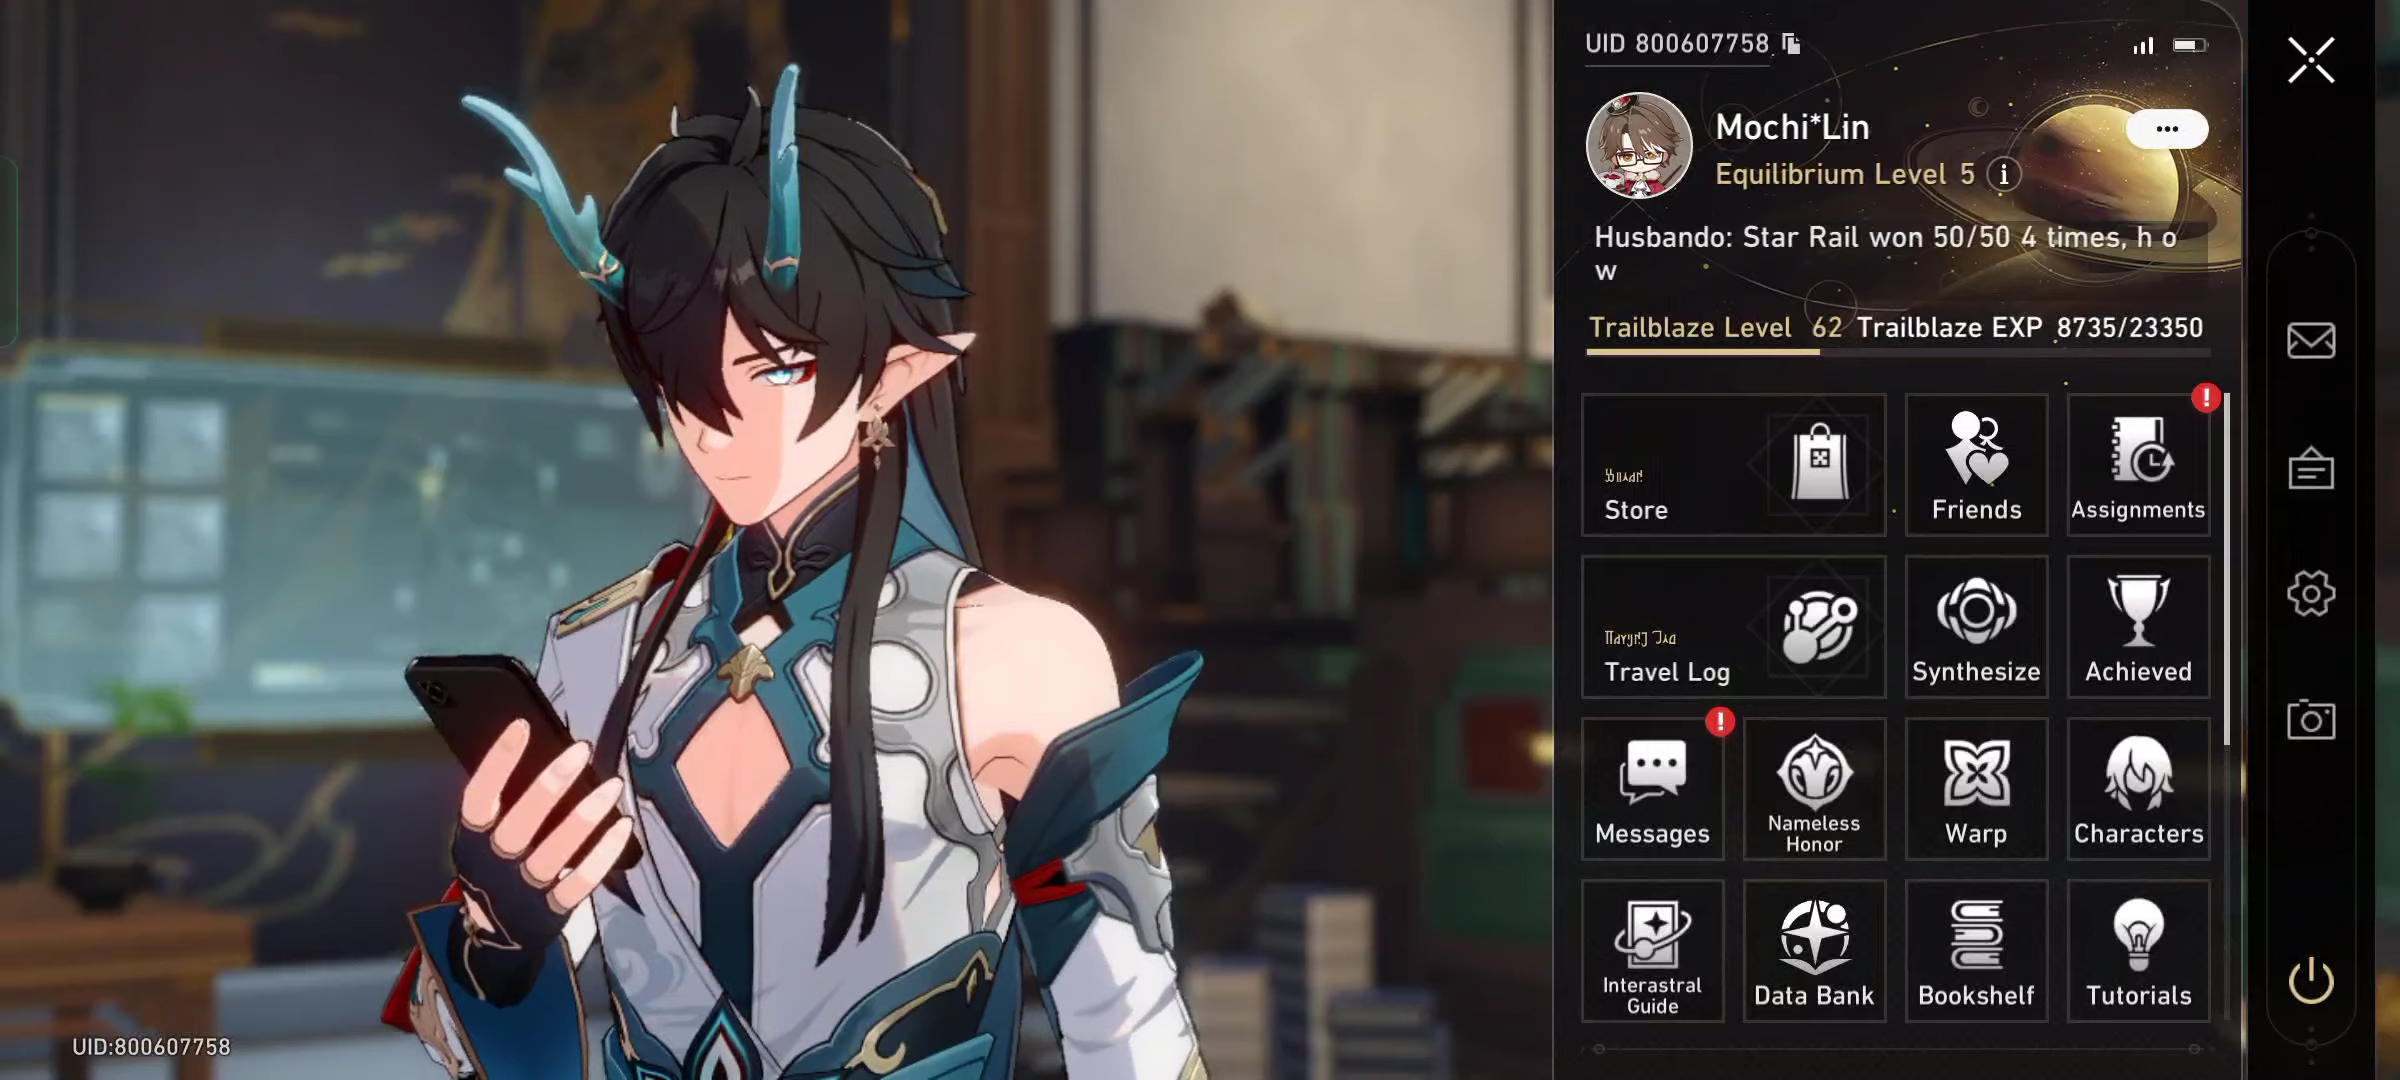 UID 800607758
Mochi*Lin
Equilibrium Level 5
Husbando: Star Rail won 50/50 4 times, h o
w
Trailblaze Level 62 Trailblaze EXP 8735/23350
Store
Friends
Assignments
Travel Log
Synthesize
Achieved
Messages
Nameless
Honor
Warp
Characters
Interastral
Guide
Data Bank
Bookshelf
Tutorials
UID:800607758